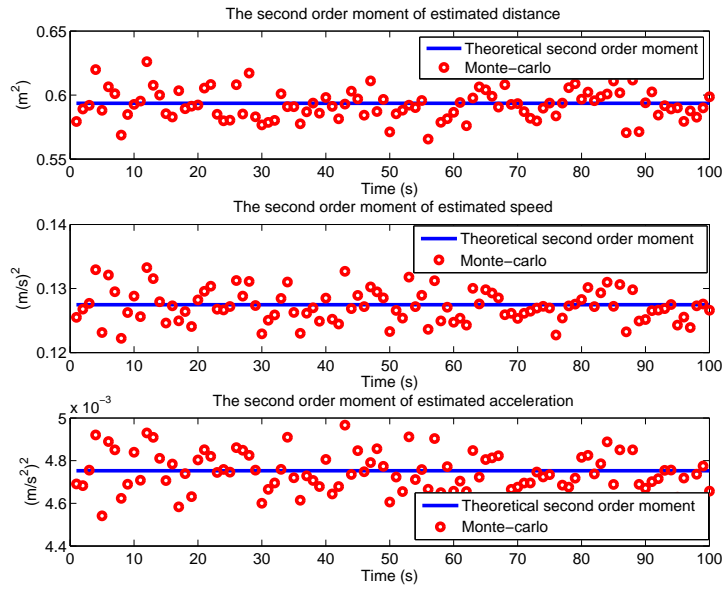 The second order moment of estimated distance
0.65
0.6
0.55
(m²)
Theoretical second order moment
Monte−carlo
0 10 20 30 40 50 60 70 80 90 100
Time (s)
The second order moment of estimated speed
0.14
0.13
0.12
(m/s)²
Theoretical second order moment
Monte−carlo
0 10 20 30 40 50 60 70 80 90 100
Time (s)
x 10⁻³
The second order moment of estimated acceleration
5
4.8
4.6
4.4
(m/s²)²
Theoretical second order moment
Monte−carlo
0 10 20 30 40 50 60 70 80 90 100
Time (s)